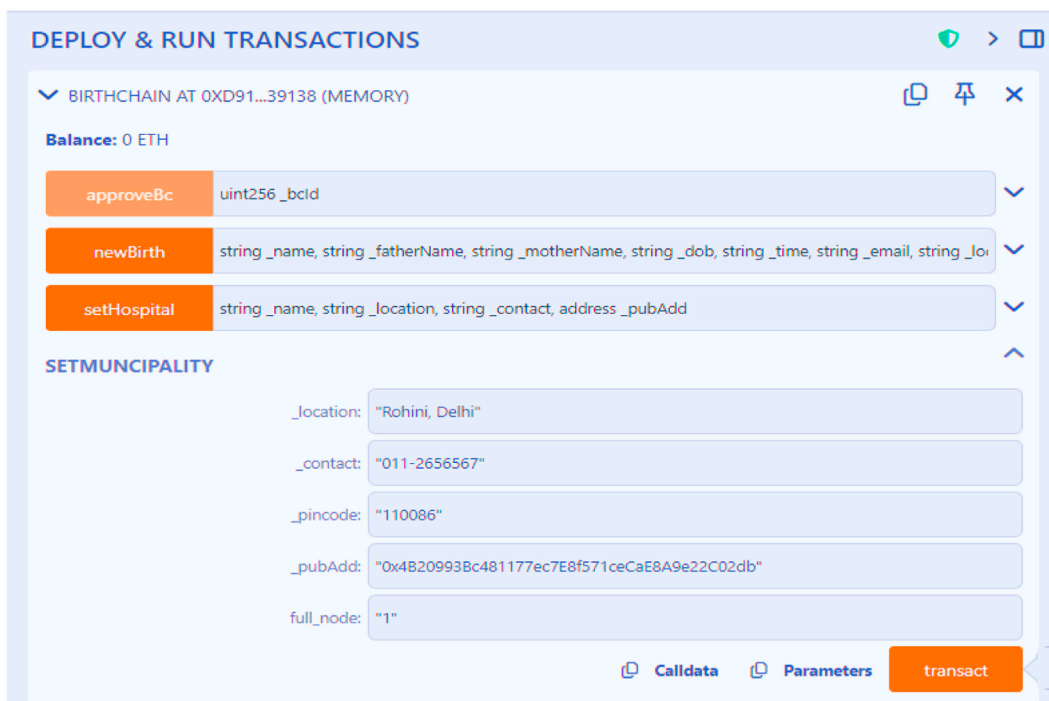 DEPLOY & RUN TRANSACTIONS
BIRTHCHAIN AT 0XD91...39138 (MEMORY)
Balance: 0 ETH
approveBc uint256 _bcId
newBirth string _name, string _fatherName, string _motherName, string _dob, string _time, string _email, string _lo
setHospital string _name, string _location, string _contact, address _pubAdd
SETMUNCIPALITY
_location: "Rohini, Delhi"
_contact: "011-2656567"
_pincode: "110086"
_pubAdd: "0x4B20993Bc481177ec7E8f571ceCaE8A9e22C02db"
full_node: "1"
Calldata Parameters transact